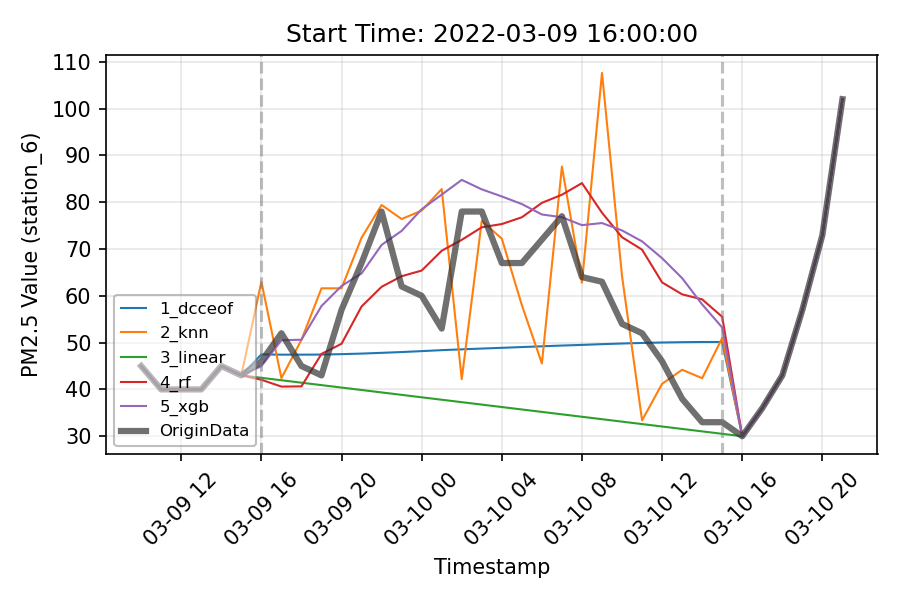 Start Time: 2022-03-09 16:00:00
PM2.5 Value (station_6)
110
100
90
80
70
60
50
40
30
1_dcceof
2_knn
3_linear
4_rf
5_xgb
OriginData
03-09 12
03-09 16
03-09 20
03-10 00
03-10 04
03-10 08
03-10 12
03-10 16
03-10 20
Timestamp